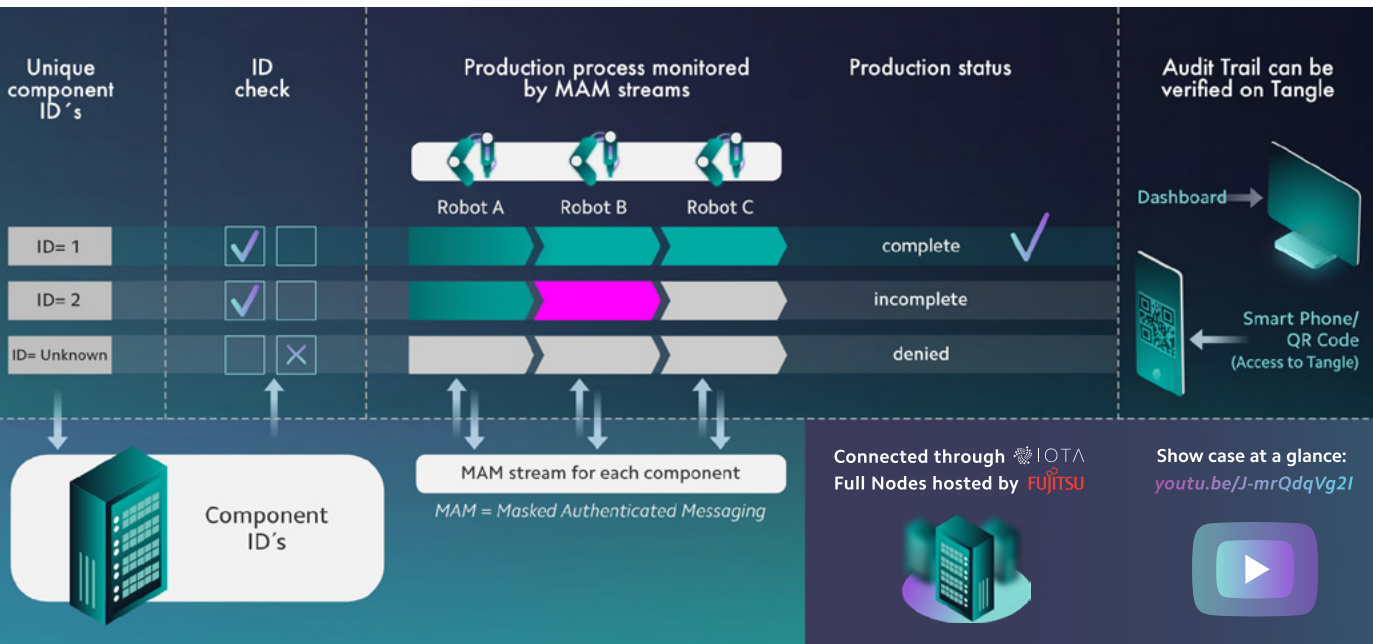 Unique
component
ID´s
ID
check
Production process monitored
by MAM streams
Production status
Audit Trail can be
verified on Tangle
Robot A
Robot B
Robot C
Dashboard
ID= 1
complete
ID= 2
incomplete
ID= Unknown
denied
Smart Phone/
QR Code
(Access to Tangle)
Component
ID´s
MAM stream for each component
MAM = Masked Authenticated Messaging
Connected through IOTA
Full Nodes hosted by FUJITSU
Show case at a glance:
youtu.be/J-mrQdqVg2I